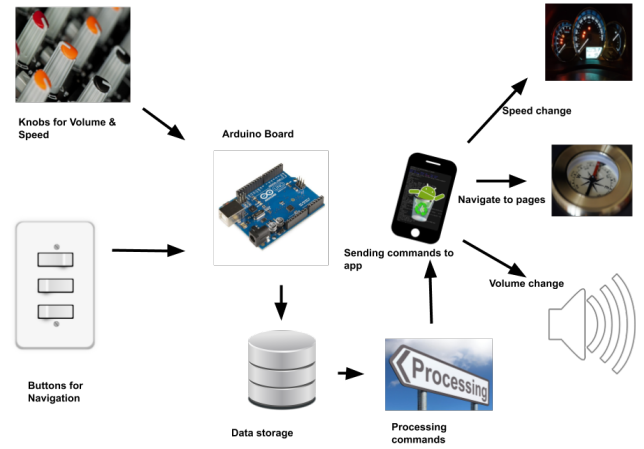 Knobs for Volume &
Speed
Arduino Board
Speed change
Navigate to pages
Sending commands to
app
Volume change
Buttons for
Navigation
Data storage
Processing
Processing
commands